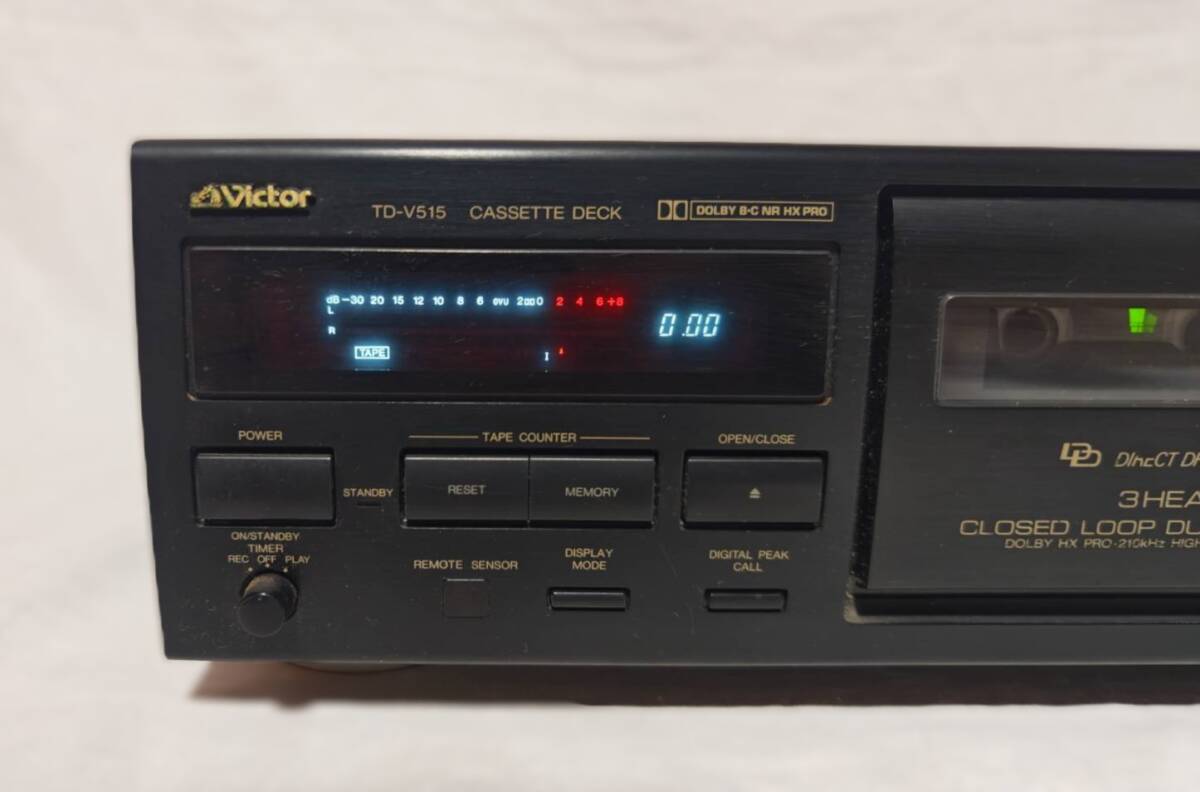 Victor
TD-V515 CASSETTE DECK DOLBY B·C NR HX PRO
dB -30 20 15 12 10 8 6 0VU 2 0 2 4 6 +8
L
R
0.00
TAPE
POWER
TAPE COUNTER
OPEN/CLOSE
RESET
MEMORY
STANDBY
ON/STANDBY
TIMER
REC OFF PLAY
REMOTE SENSOR
DISPLAY
MODE
DIGITAL PEAK
CALL
3HEA
CLOSED LOOP DU
DOLBY HX PRO·210kHz HIGH